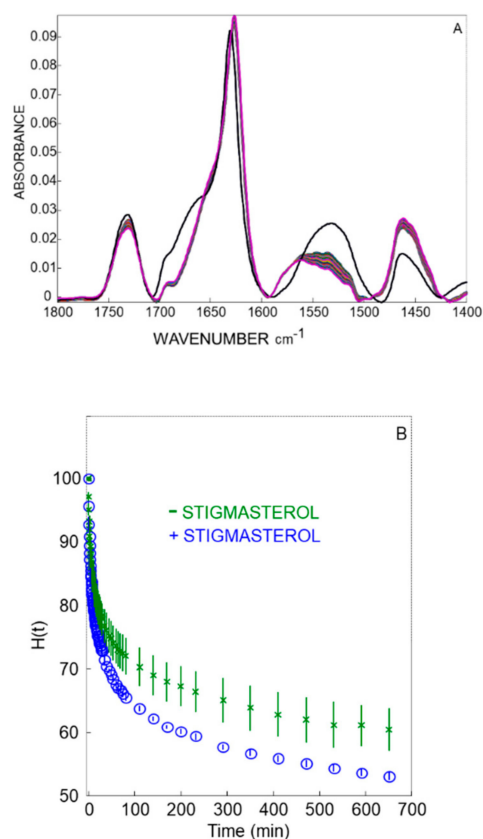 A
0.09
0.08
0.07
0.06
0.05
0.04
0.03
0.02
0.01
0
ABSORBANCE
1800 1750 1700 1650 1600 1550 1500 1450 1400
WAVENUMBER cm-1
B
100
90
80
70
60
50
H(t)
- STIGMASTEROL
+ STIGMASTEROL
0 100 200 300 400 500 600 700
Time (min)